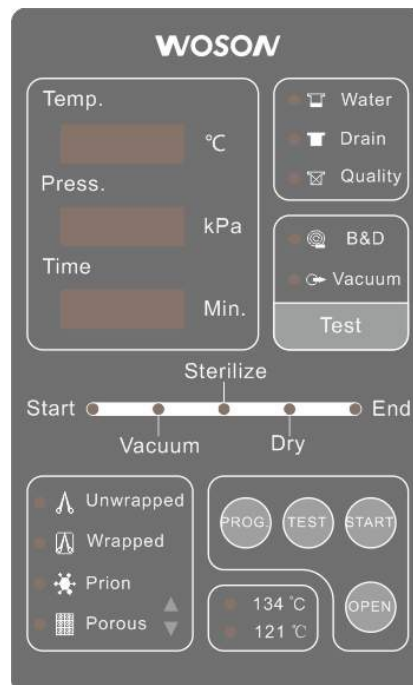 WOSON
Temp.
℃
Press.
kPa
Time
Min.
Water
Drain
Quality
B&D
Vacuum
Test
Sterilize
Start
End
Vacuum
Dry
Unwrapped
Wrapped
Prion
Porous
PROG.
TEST
START
134 ℃
121 ℃
OPEN